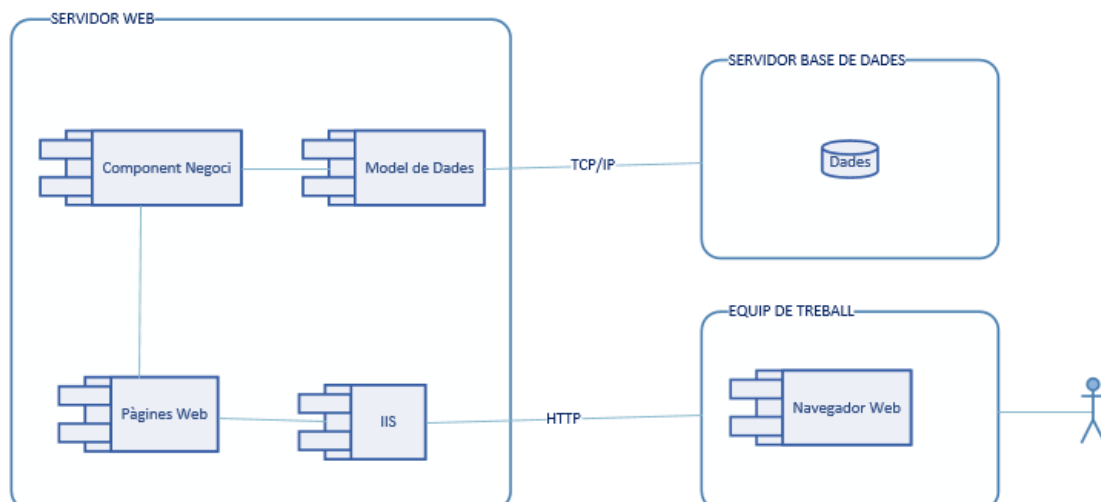 SERVIDOR WEB
SERVIDOR BASE DE DADES
Component Negoci
Model de Dades
TCP/IP
Dades
EQUIP DE TREBALL
Pàgines Web
IIS
HTTP
Navegador Web